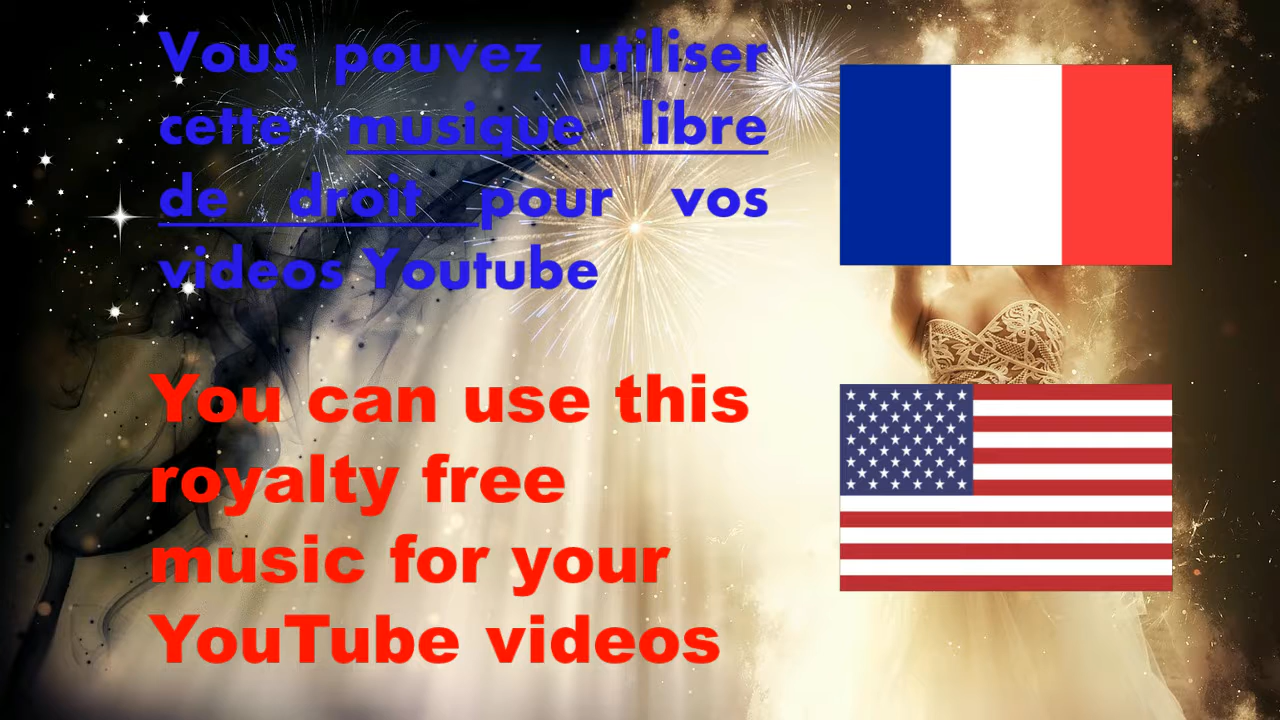 Vous pouvez utiliser
cette musique libre
de droit pour vos
videos Youtube
You can use this
royalty free
music for your
YouTube videos